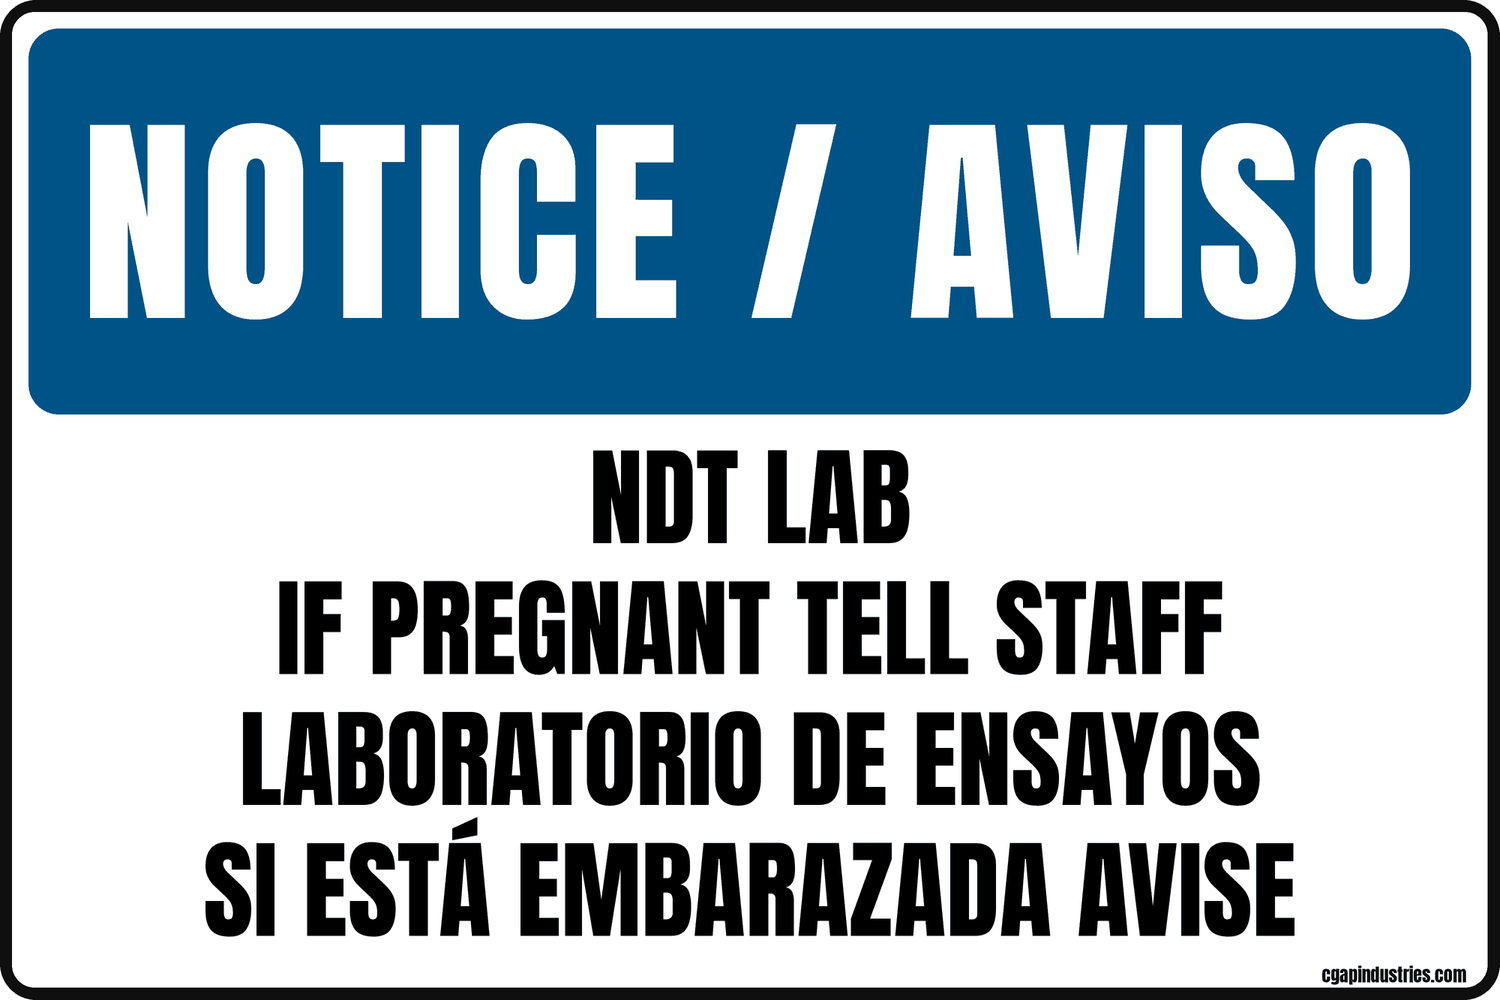 NOTICE / AVISO
NDT LAB
IF PREGNANT TELL STAFF
LABORATORIO DE ENSAYOS
SI ESTÁ EMBARAZADA AVISE
cgapindustries.com